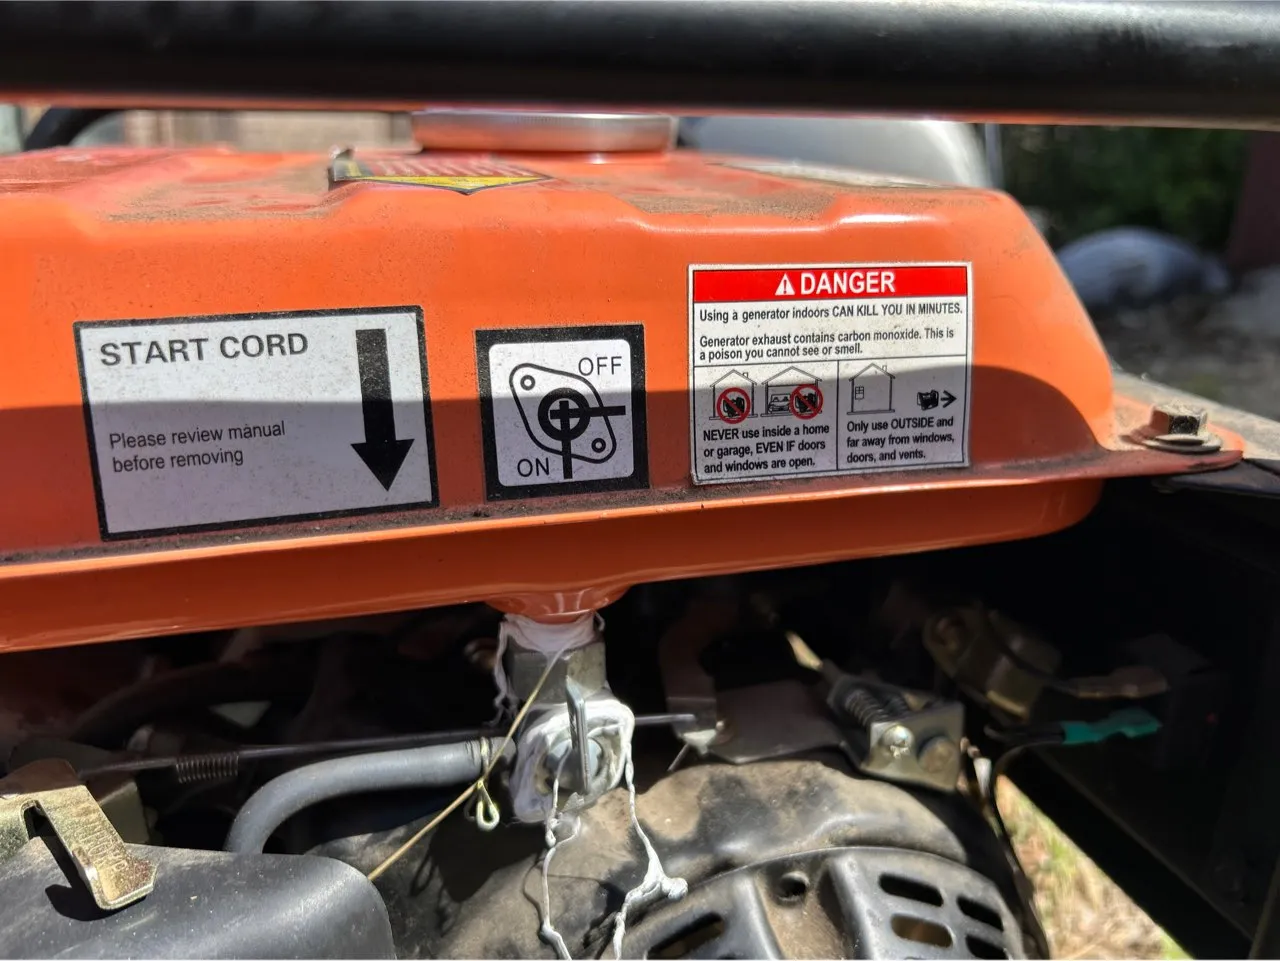 START CORD
Please review manual
before removing
OFF
ON
DANGER
Using a generator indoors CAN KILL YOU IN MINUTES.
Generator exhaust contains carbon monoxide. This is
a poison you cannot see or smell.
NEVER use inside a home
or garage, EVEN IF doors
and windows are open.
Only use OUTSIDE and
far away from windows,
doors, and vents.